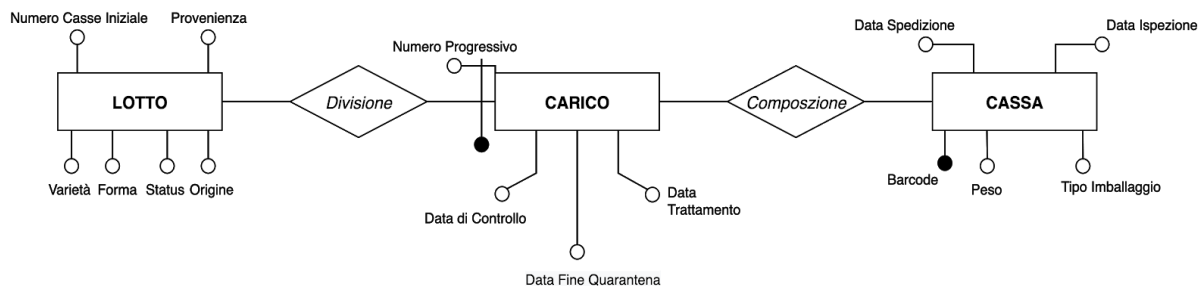 Numero Casse Iniziale
Provenienza
Data Spedizione
Data Ispezione
Numero Progressivo
LOTTO
Divisione
CARICO
Composzione
CASSA
Varietà
Forma
Status
Origine
Barcode
Peso
Tipo Imballaggio
Data di Controllo
Data
Trattamento
Data Fine Quarantena